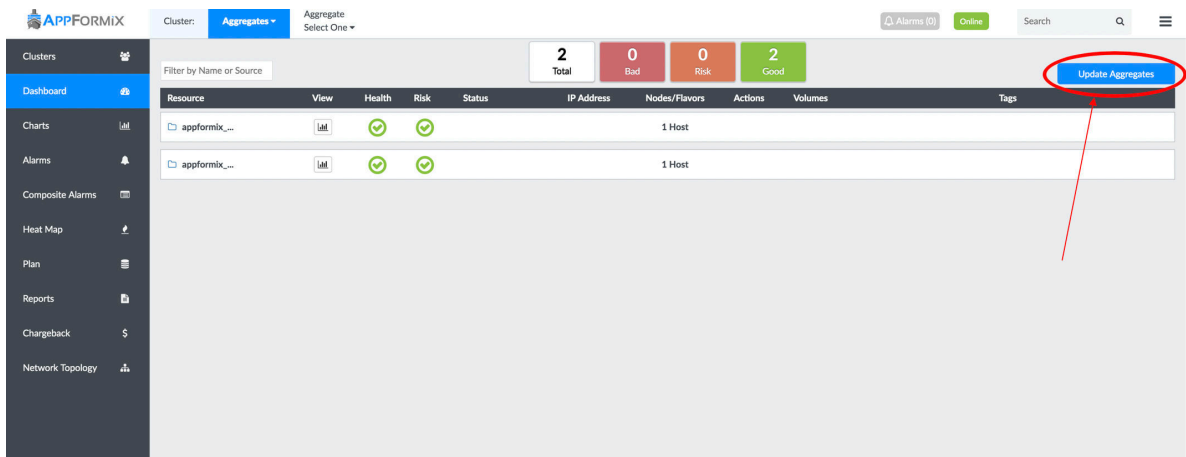 APPFORMIX
Cluster:
Aggregates
Aggregate
Select One
Alarms (0)
Online
Search
Clusters
Dashboard
Charts
Alarms
Composite Alarms
Heat Map
Plan
Reports
Chargeback
$
Network Topology
Filter by Name or Source
2
Total
0
Bad
0
Risk
2
Good
Update Aggregates
Resource View Health Risk Status IP Address Nodes/Flavors Actions Volumes Tags
appformix_... 1 Host
appformix_... 1 Host